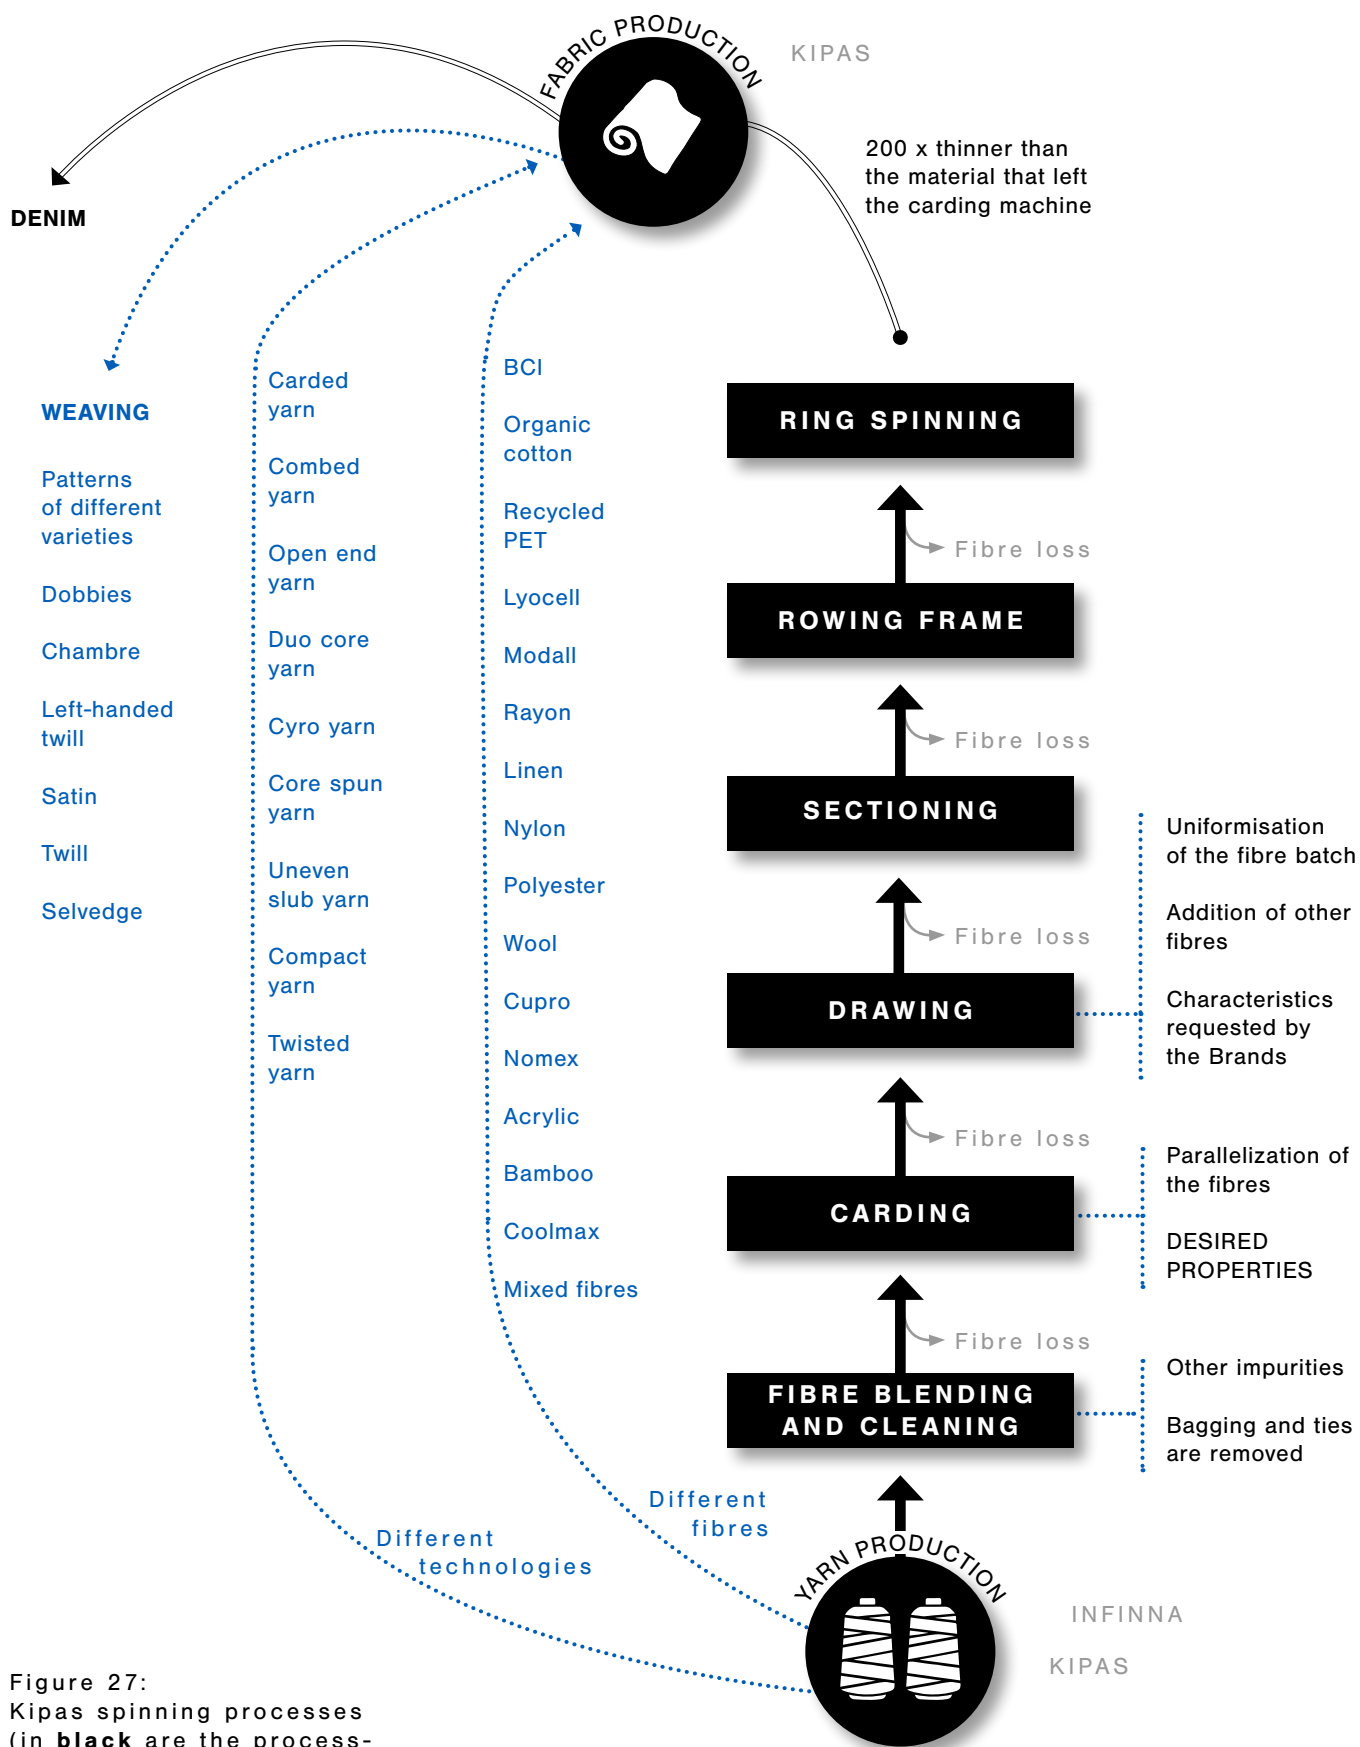 FABRIC PRODUCTION
KIPAS
200 x thinner than
the material that left
the carding machine
DENIM
WEAVING
Patterns
of different
varieties
Dobbies
Chambre
Left-handed
twill
Satin
Twill
Selvedge
Carded
yarn
Combed
yarn
Open end
yarn
Duo core
yarn
Cyro yarn
Core spun
yarn
Uneven
slub yarn
Compact
yarn
Twisted
yarn
BCI
Organic
cotton
Recycled
PET
Lyocell
Modall
Rayon
Linen
Nylon
Polyester
Wool
Cupro
Nomex
Acrylic
Bamboo
Coolmax
Mixed fibres
RING SPINNING
Fibre loss
ROWING FRAME
Fibre loss
SECTIONING
Fibre loss
DRAWING
Fibre loss
CARDING
Fibre loss
FIBRE BLENDING
AND CLEANING
Uniformisation
of the fibre batch
Addition of other
fibres
Characteristics
requested by
the Brands
Parallelization of
the fibres
DESIRED
PROPERTIES
Other impurities
Bagging and ties
are removed
Different
fibres
Different
technologies
YARN PRODUCTION
INFINNA
KIPAS
Figure 27:
Kipas spinning processes
(in black are the process-